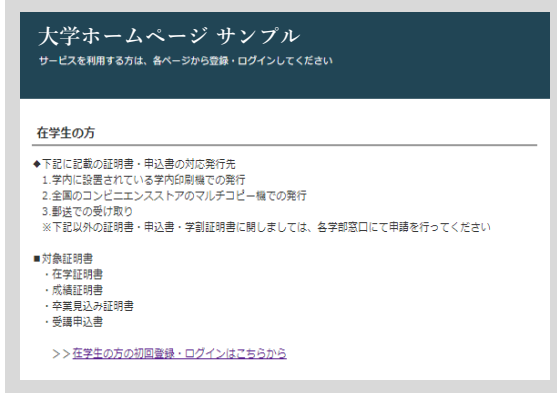 大学ホームページ サンプル
サービスを利用する方は、各ページから登録・ログインしてください
在学生の方
◆下記に記載の証明書・申込書の対応発行先
1.学内に設置されている学内印刷機での発行
2.全国のコンビニエンスストアのマルチコピー機での発行
3.郵送での受け取り
※下記以外の証明書・申込書・学割証明書に関しましては、各学部窓口にて申請を行ってください
■対象証明書
・在学証明書
・成績証明書
・卒業見込み証明書
・受講申込書
>>在学生の方の初回登録・ログインはこちらから